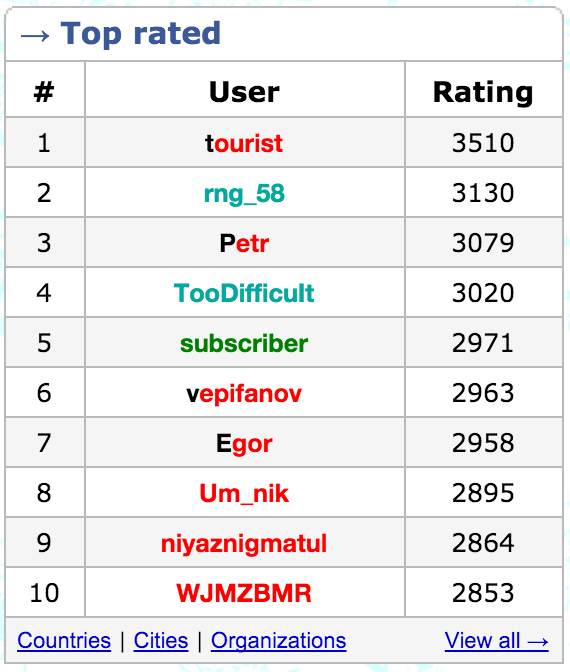 → Top rated
# User Rating
1 tourist 3510
2 rng_58 3130
3 Petr 3079
4 TooDifficult 3020
5 subscriber 2971
6 vepifanov 2963
7 Egor 2958
8 Um_nik 2895
9 niyaznigmatul 2864
10 WJMZBMR 2853
Countries | Cities | Organizations View all →